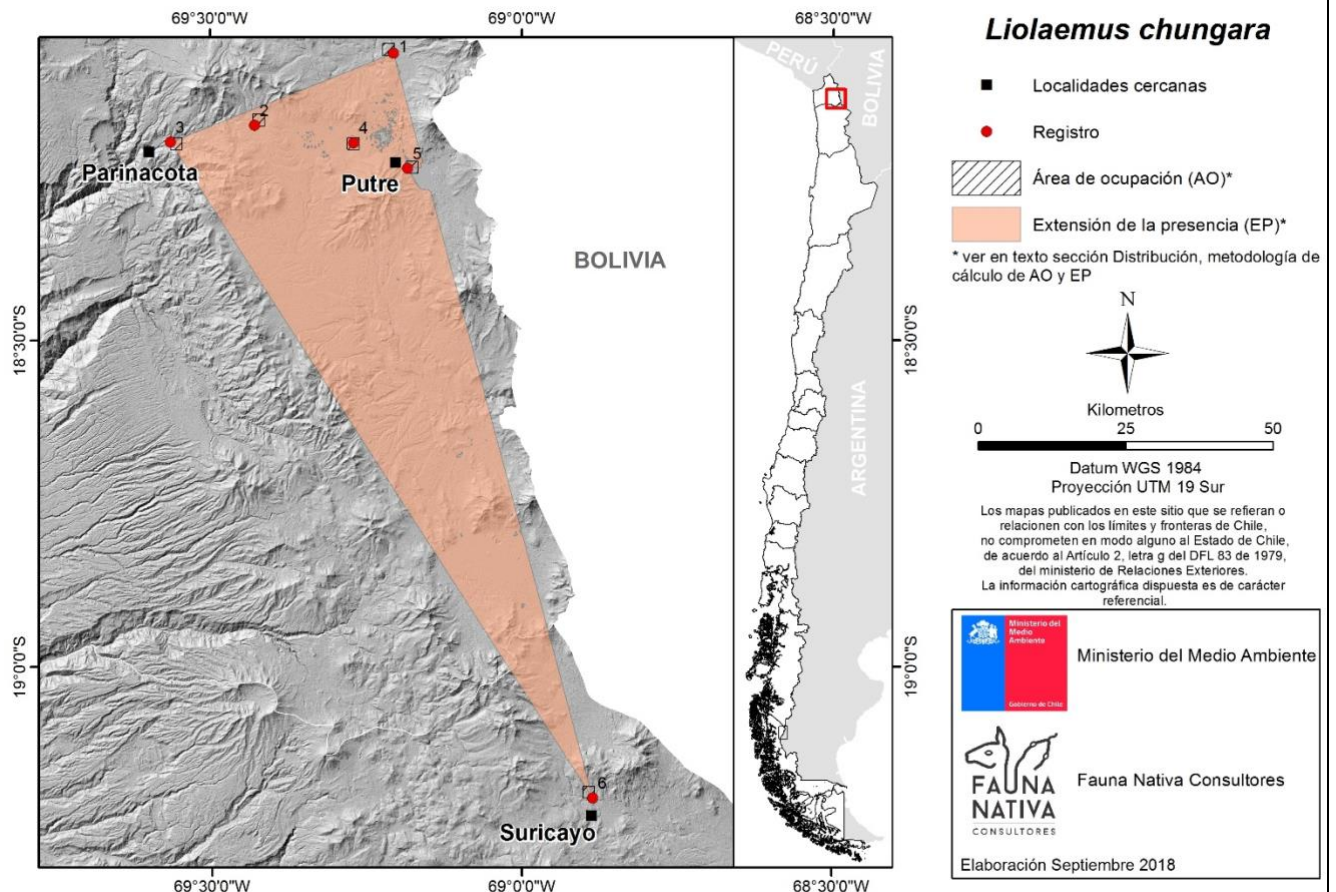 69°30'0"W
69°0'0"W
68°30'0"W
1
2
3
4
5
Parinacota
Putre
BOLIVIA
18°30'0"S
19°0'0"S
6
Suricayo
69°30'0"W
69°0'0"W
68°30'0"W
PERÚ
BOLIVIA
ARGENTINA
18°30'0"S
19°0'0"S
Liolaemus chungara
Localidades cercanas
Registro
Área de ocupación (AO)*
Extensión de la presencia (EP)*
* ver en texto sección Distribución, metodología de
cálculo de AO y EP
N
Kilometros
0 25 50
Datum WGS 1984
Proyección UTM 19 Sur
Los mapas publicados en este sitio que se refieran o
relacionen con los límites y fronteras de Chile,
no comprometen en modo alguno al Estado de Chile,
de acuerdo al Artículo 2, letra g del DFL 83 de 1979,
del ministerio de Relaciones Exteriores.
La información cartográfica dispuesta es de carácter
referencial.
Ministerio del
Medio
Ambiente
Gobierno de Chile
Ministerio del Medio Ambiente
FAUNA
NATIVA
CONSULTORES
Fauna Nativa Consultores
Elaboración Septiembre 2018